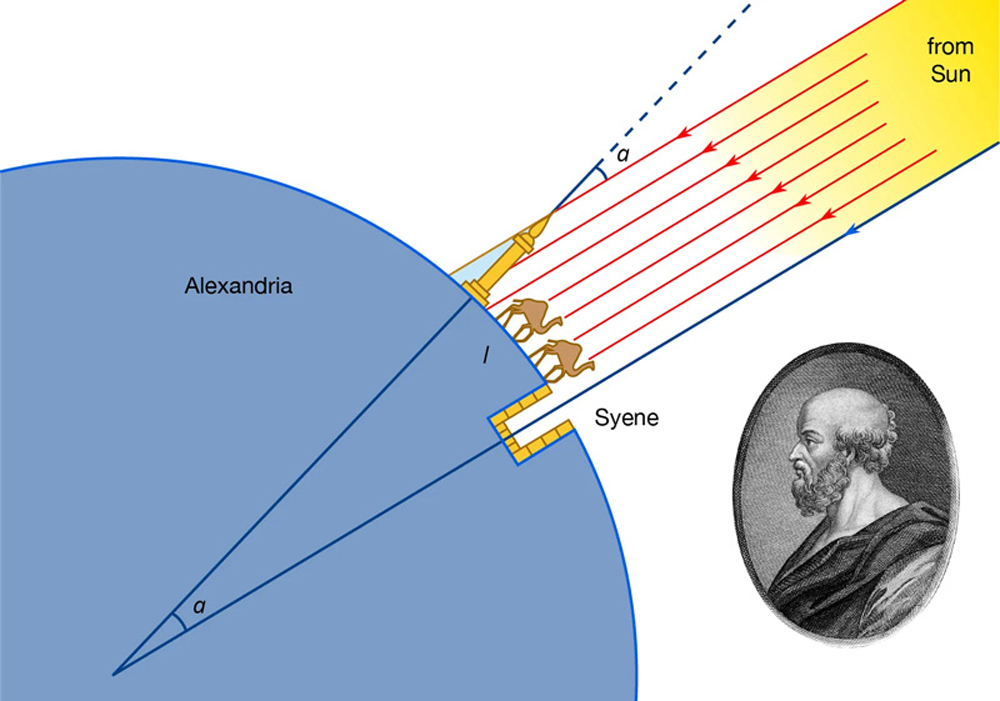 from
Sun
α
Alexandria
l
Syene
α